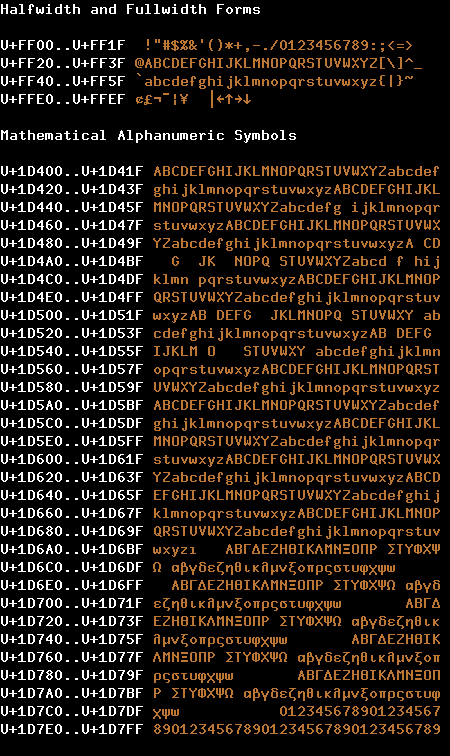 Halfwidth and Fullwidth Forms
U+FF00..U+FF1F  !"#$%&'()*+,-./0123456789:;<=>
U+FF20..U+FF3F @ABCDEFGHIJKLMNOPQRSTUVWXYZ[\]^_
U+FF40..U+FF5F `abcdefghijklmnopqrstuvwxyz{|}~
U+FFE0..U+FFEF ¢£¬¯¦¥  │←↑→↓
Mathematical Alphanumeric Symbols
U+1D400..U+1D41F ABCDEFGHIJKLMNOPQRSTUVWXYZabcdef
U+1D420..U+1D43F ghijklmnopqrstuvwxyzABCDEFGHIJKL
U+1D440..U+1D45F MNOPQRSTUVWXYZabcdefg ijklmnopqr
U+1D460..U+1D47F stuvwxyzABCDEFGHIJKLMNOPQRSTUVWX
U+1D480..U+1D49F YZabcdefghijklmnopqrstuvwxyzA CD
U+1D4A0..U+1D4BF   G  JK  NOPQ STUVWXYZabcd f hij
U+1D4C0..U+1D4DF klmn pqrstuvwxyzABCDEFGHIJKLMNOP
U+1D4E0..U+1D4FF QRSTUVWXYZabcdefghijklmnopqrstuv
U+1D500..U+1D51F wxyzAB DEFG  JKLMNOPQ STUVWXY ab
U+1D520..U+1D53F cdefghijklmnopqrstuvwxyzAB DEFG
U+1D540..U+1D55F IJKLM O   STUVWXY abcdefghijklmn
U+1D560..U+1D57F opqrstuvwxyzABCDEFGHIJKLMNOPQRST
U+1D580..U+1D59F UVWXYZabcdefghijklmnopqrstuvwxyz
U+1D5A0..U+1D5BF ABCDEFGHIJKLMNOPQRSTUVWXYZabcdef
U+1D5C0..U+1D5DF ghijklmnopqrstuvwxyzABCDEFGHIJKL
U+1D5E0..U+1D5FF MNOPQRSTUVWXYZabcdefghijklmnopqr
U+1D600..U+1D61F stuvwxyzABCDEFGHIJKLMNOPQRSTUVWX
U+1D620..U+1D63F YZabcdefghijklmnopqrstuvwxyzABCD
U+1D640..U+1D65F EFGHIJKLMNOPQRSTUVWXYZabcdefghij
U+1D660..U+1D67F klmnopqrstuvwxyzABCDEFGHIJKLMNOP
U+1D680..U+1D69F QRSTUVWXYZabcdefghijklmnopqrstuv
U+1D6A0..U+1D6BF wxyzı   ΑΒΓΔΕΖΗΘΙΚΛΜΝΞΟΠΡ ΣΤΥΦΧΨ
U+1D6C0..U+1D6DF Ω αβγδεζηθικλμνξοπρςστυφχψω
U+1D6E0..U+1D6FF   ΑΒΓΔΕΖΗΘΙΚΛΜΝΞΟΠΡ ΣΤΥΦΧΨΩ αβγδ
U+1D700..U+1D71F εζηθικλμνξοπρςστυφχψω       ΑΒΓΔ
U+1D720..U+1D73F ΕΖΗΘΙΚΛΜΝΞΟΠΡ ΣΤΥΦΧΨΩ αβγδεζηθικ
U+1D740..U+1D75F λμνξοπρςστυφχψω       ΑΒΓΔΕΖΗΘΙΚ
U+1D760..U+1D77F ΛΜΝΞΟΠΡ ΣΤΥΦΧΨΩ αβγδεζηθικλμνξοπ
U+1D780..U+1D79F ρςστυφχψω       ΑΒΓΔΕΖΗΘΙΚΛΜΝΞΟΠ
U+1D7A0..U+1D7BF Ρ ΣΤΥΦΧΨΩ αβγδεζηθικλμνξοπρςστυφ
U+1D7C0..U+1D7DF χψω           012345678901234567
U+1D7E0..U+1D7FF 89012345678901234567890123456789